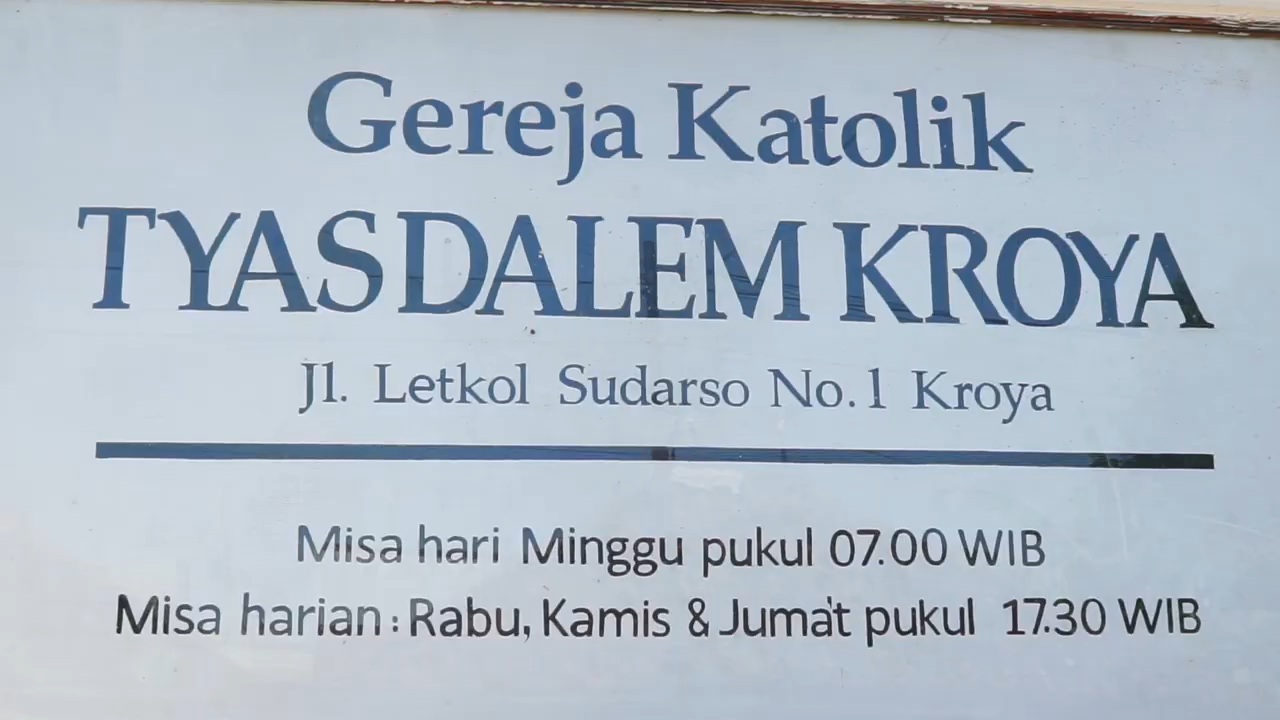 Gereja Katolik
TYAS DALEM KROYA
Jl. Letkol Sudarso No.1 Kroya
Misa hari Minggu pukul 07.00 WIB
Misa harian : Rabu, Kamis & Juma't pukul 17.30 WIB